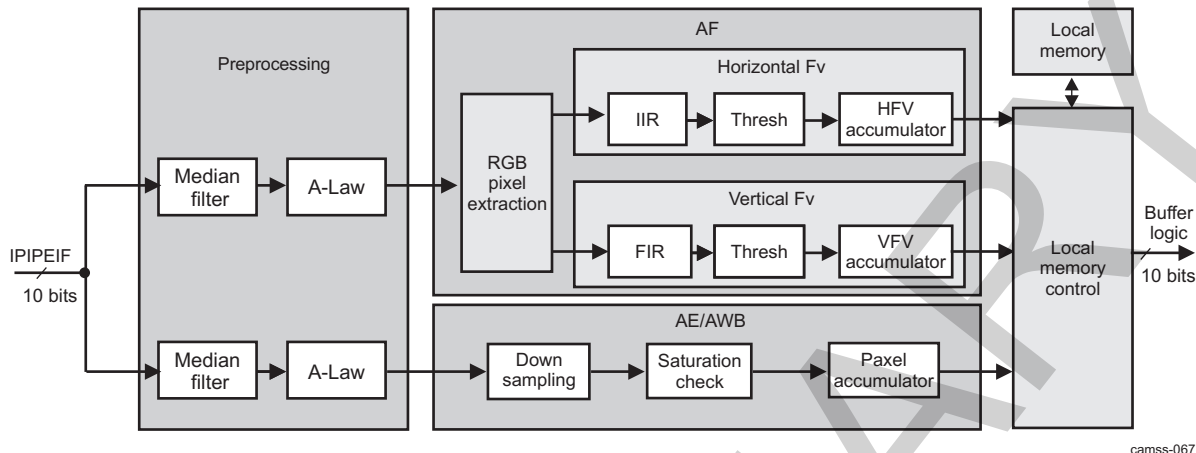 Preprocessing
AF
Local
memory
Horizontal Fv
IIR
Thresh
HFV
accumulator
RGB
pixel
extraction
Median
filter
A-Law
Vertical Fv
FIR
Thresh
VFV
accumulator
Local
memory
control
Buffer
logic
10 bits
IPIPEIF
10 bits
AE/AWB
Median
filter
A-Law
Down
sampling
Saturation
check
Paxel
accumulator
camss-067